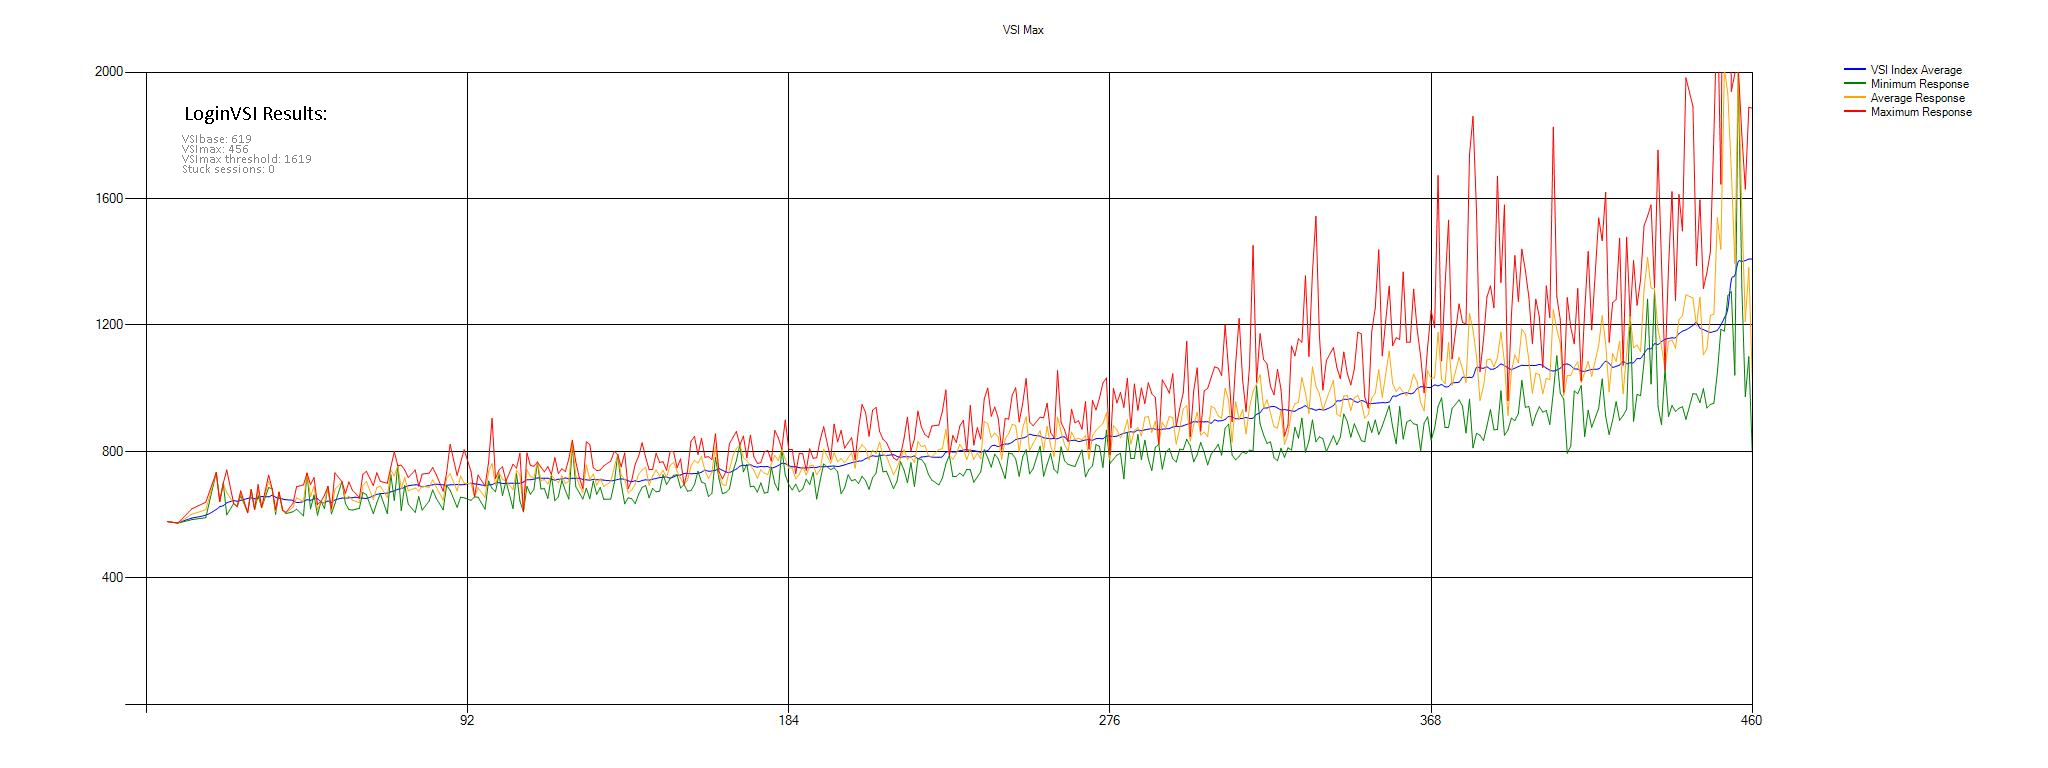 VSI Max
2000
1600
1200
800
400
LoginVSI Results:
VSIbase: 619
VSImax: 456
VSImax threshold: 1619
Stuck sessions: 0
VSI Index Average
Minimum Response
Average Response
Maximum Response
92
184
276
368
460